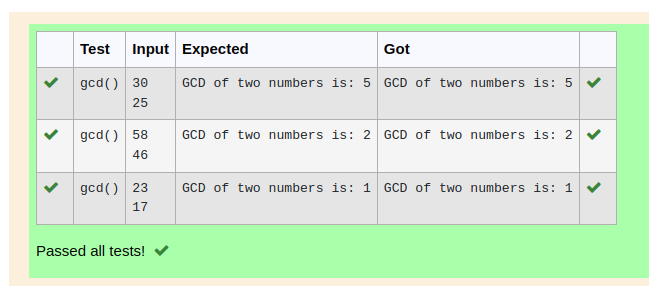 Test Input Expected Got
gcd() 30 GCD of two numbers is: 5 GCD of two numbers is: 5
25
gcd() 58 GCD of two numbers is: 2 GCD of two numbers is: 2
46
gcd() 23 GCD of two numbers is: 1 GCD of two numbers is: 1
17
Passed all tests!